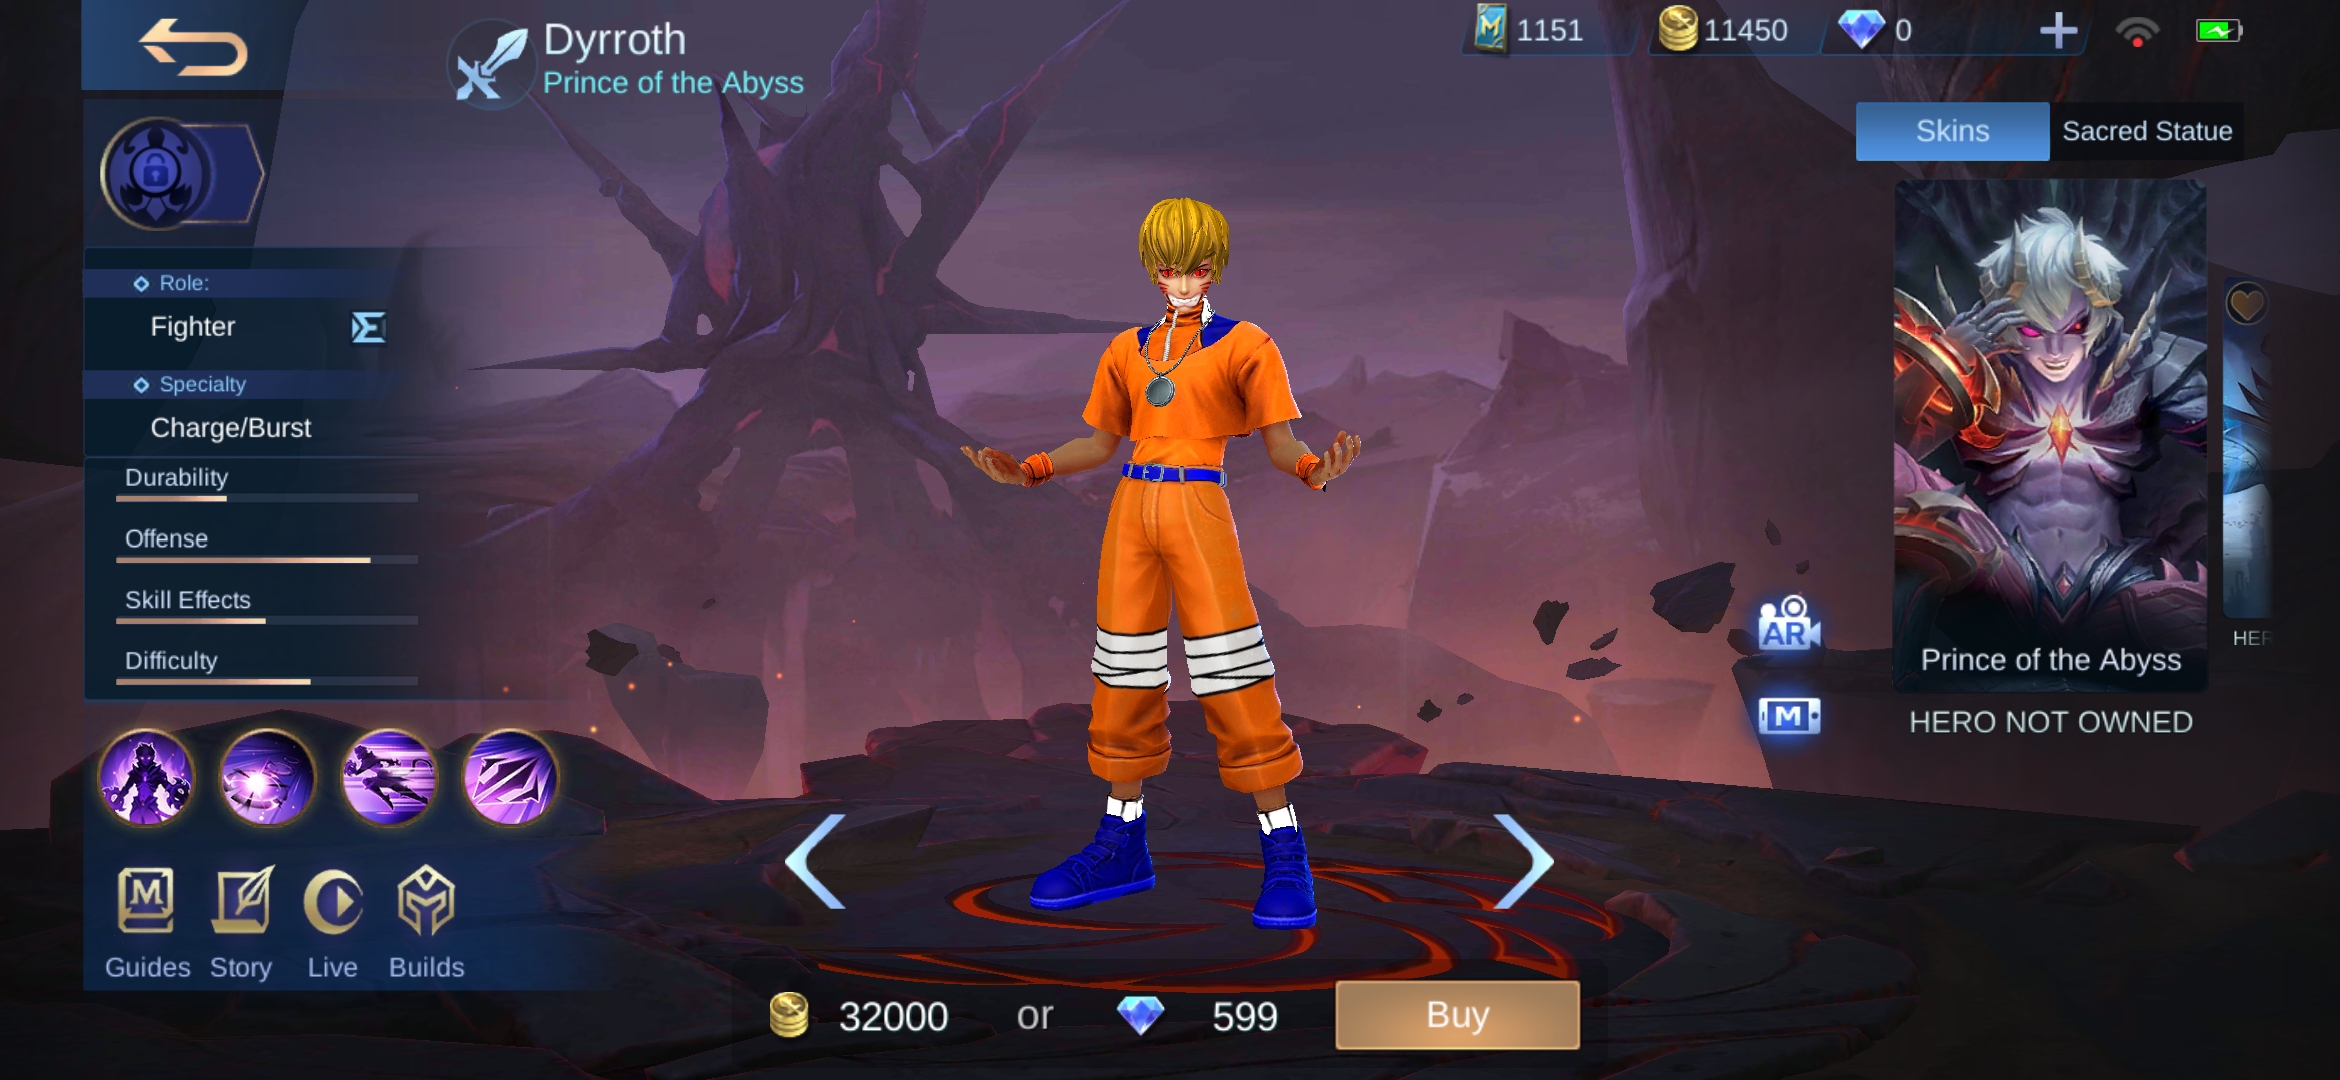 Dyrroth
Prince of the Abyss
1151
11450
0
Skins
Sacred Statue
Role:
Fighter
Specialty
Charge/Burst
Durability
Offense
Skill Effects
Difficulty
AR
M
Prince of the Abyss
HERO NOT OWNED
HER
M
Guides
Story
Live
Builds
32000 or 599
Buy